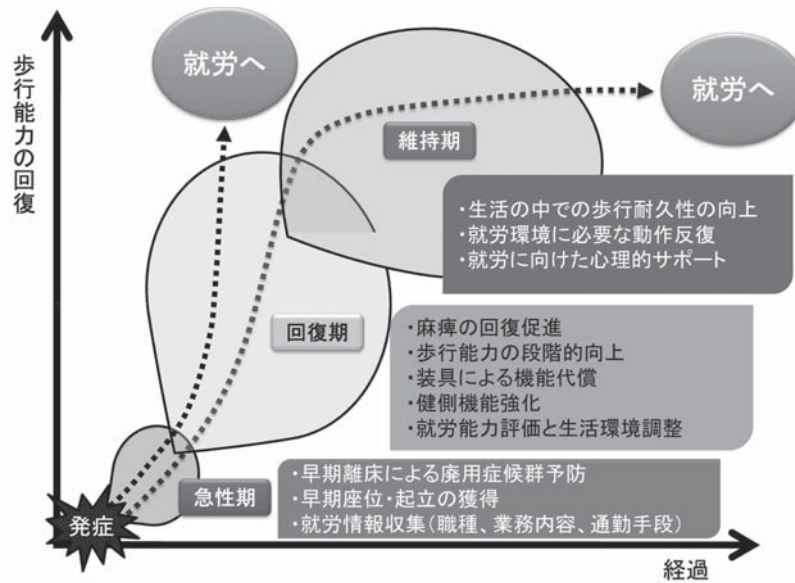 歩行能力の回復
就労へ
就労へ
維持期
・生活の中での歩行耐久性の向上
・就労環境に必要な動作反復
・就労に向けた心理的サポート
回復期
・麻痺の回復促進
・歩行能力の段階的向上
・装具による機能代償
・健側機能強化
・就労能力評価と生活環境調整
急性期
・早期離床による廃用症候群予防
・早期座位・起立の獲得
・就労情報収集（職種、業務内容、通勤手段）
発症
経過